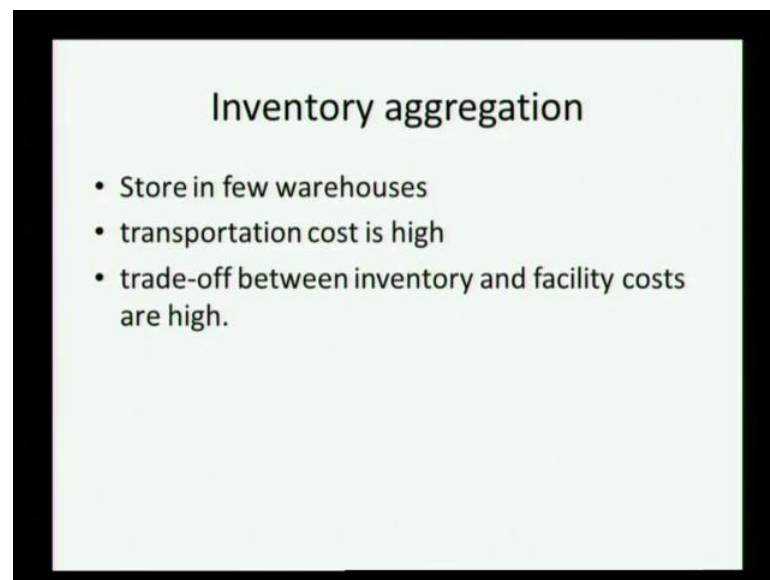 Inventory aggregation
• Store in few warehouses
• transportation cost is high
• trade-off between inventory and facility costs
are high.